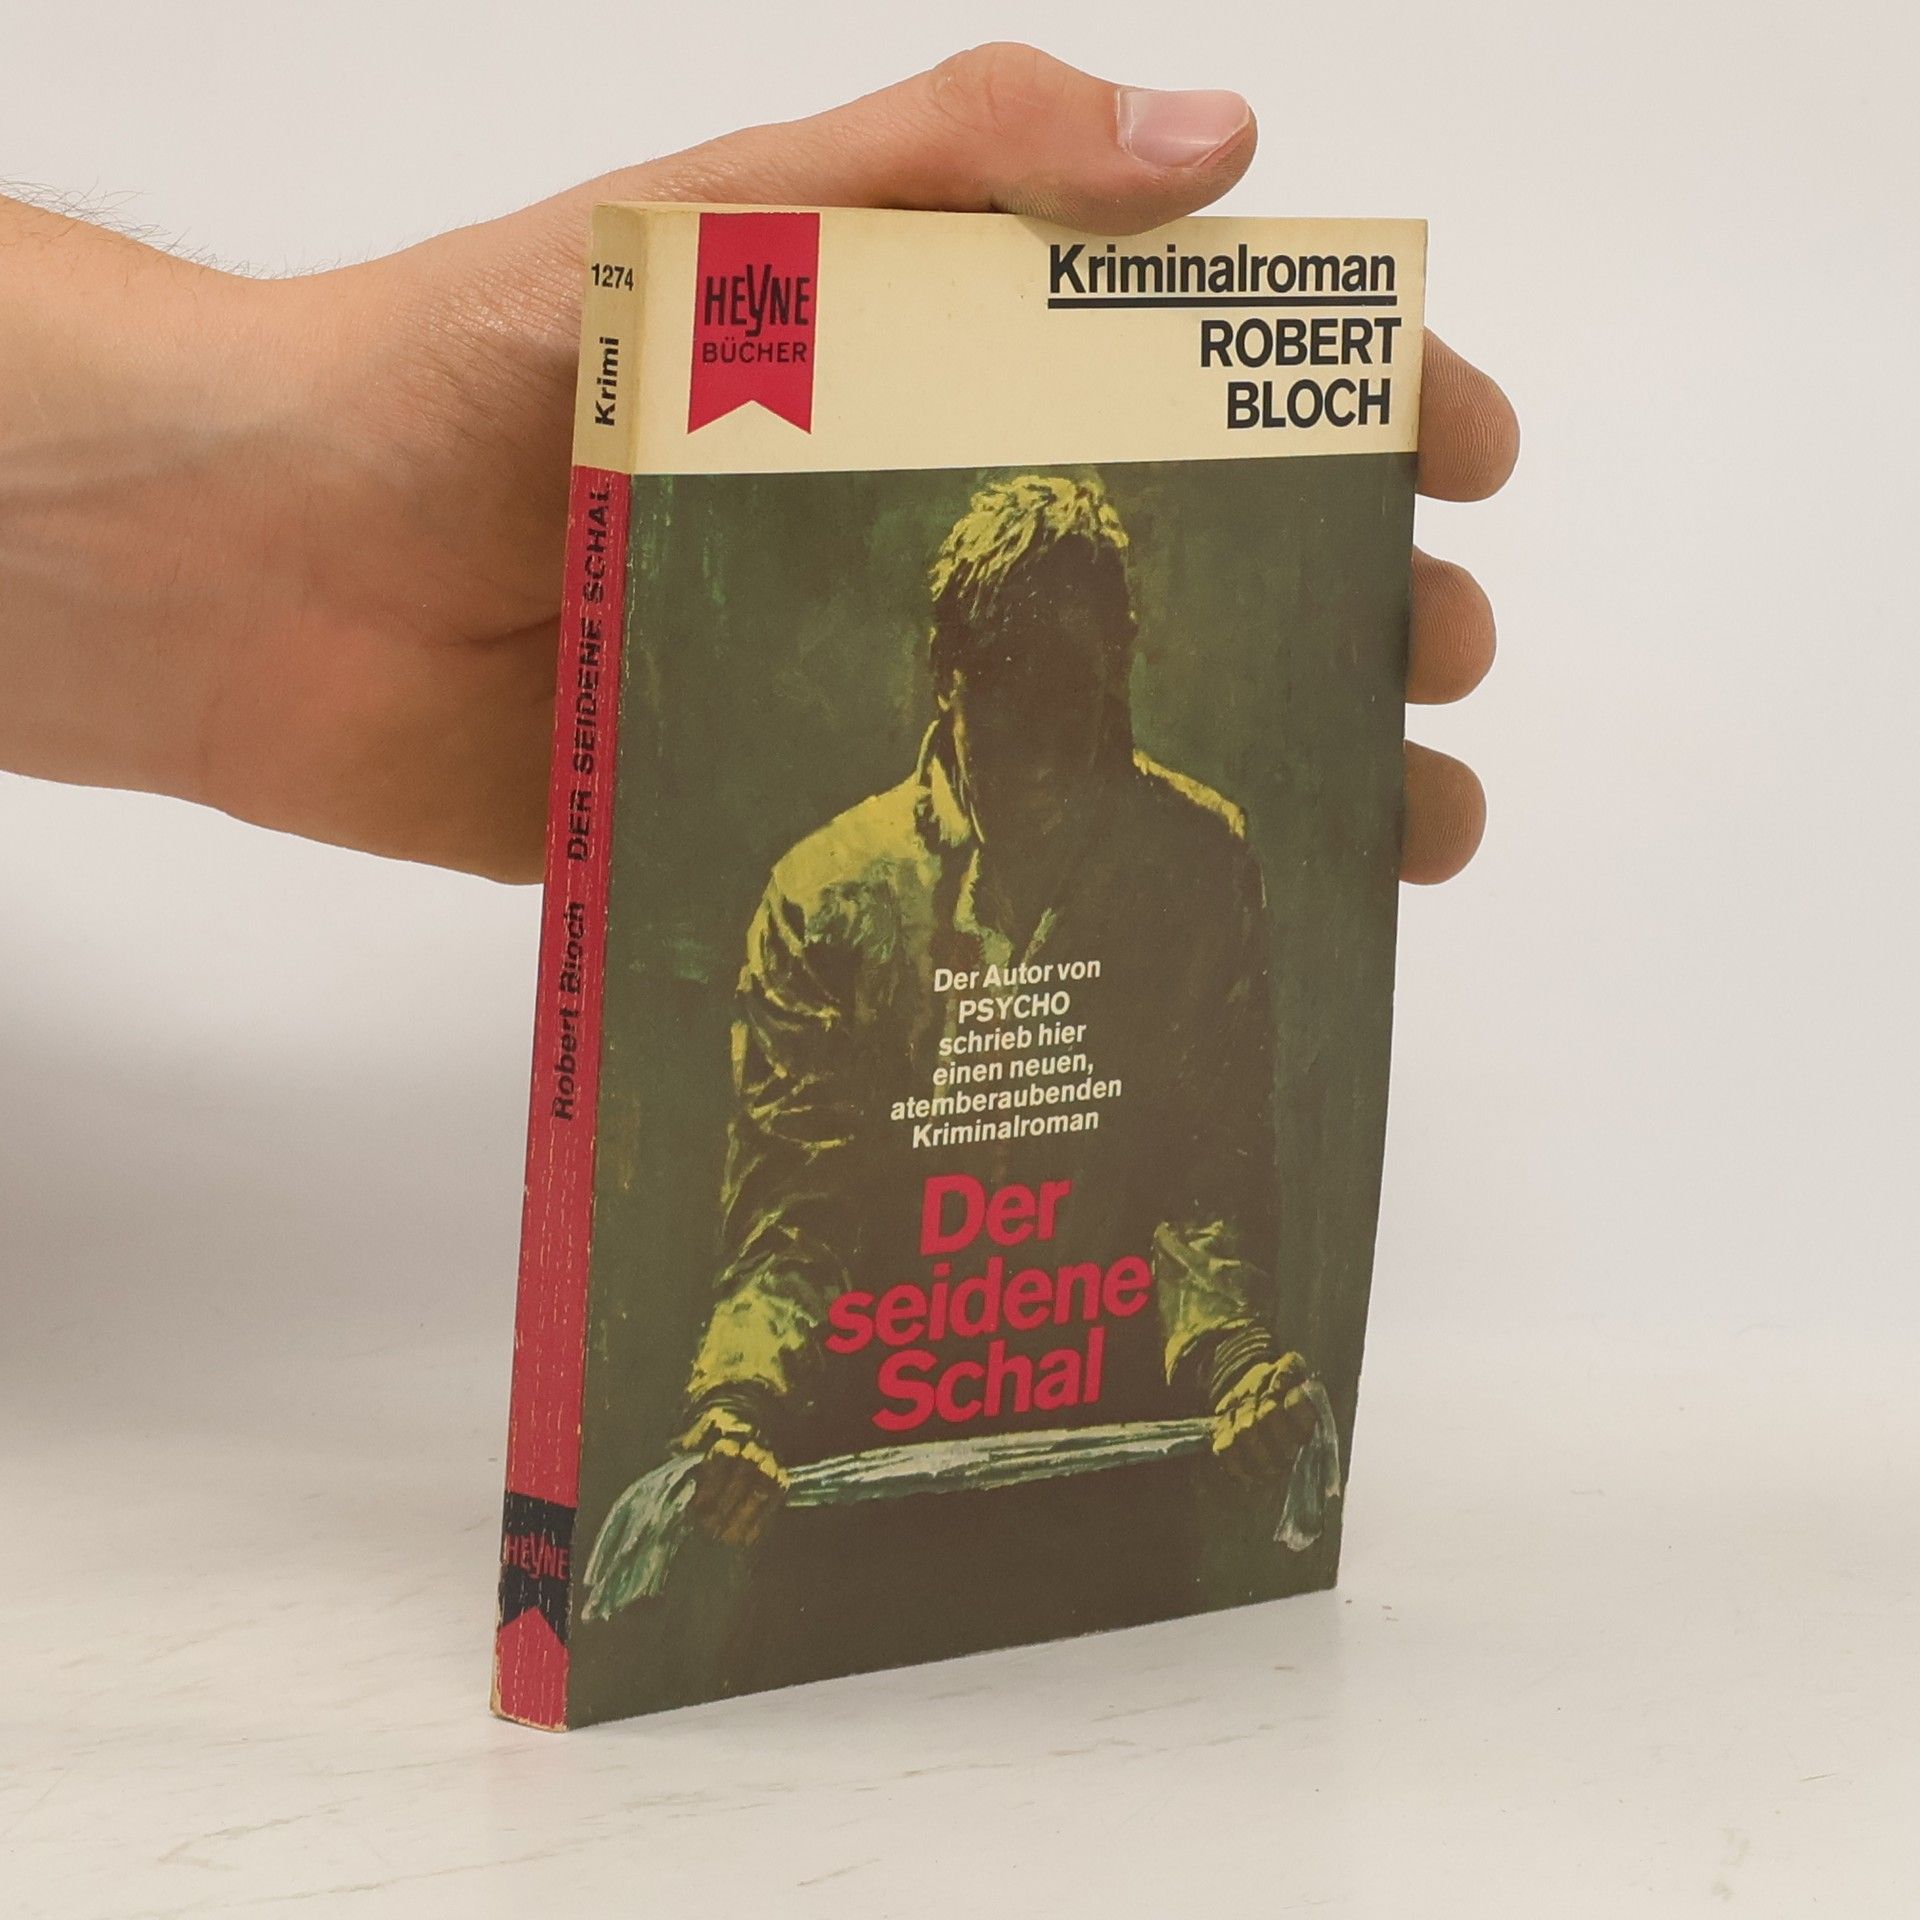 1274
Krimi
Robert Bloch DER SEIDENE SCHAL
HEYNE
HEYNE
BÜCHER
Kriminalroman
ROBERT
BLOCH
Der Autor von
PSYCHO
schrieb hier
einen neuen,
atemberaubenden
Kriminalroman
Der
seidene
Schal